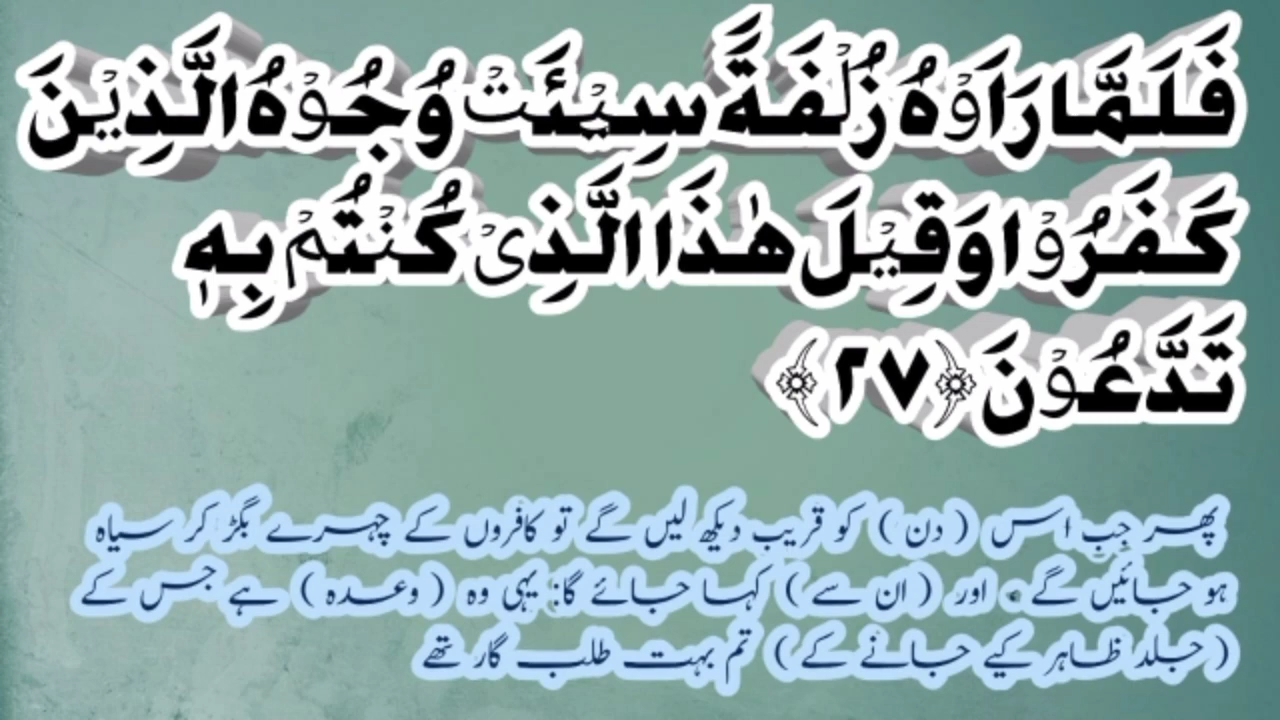 فَلَمَّا رَاَوْهُ زُلْفَةً سِیْٓئَتْ وُجُوْهُ الَّذِیْنَ
كَفَرُوْا وَقِیْلَ هٰذَا الَّذِیْ كُنْتُمْ بِهٖ
تَدَّعُوْنَ ﴿۲۷﴾
پھر جب اس (دن) کو قریب دیکھ لیں گے تو کافروں کے چہرے بگڑ کر سیاہ
ہو جائیں گے ۔ اور (ان سے) کہا جائے گا: یہی وہ (وعدہ) ہے جس کے
(جلد ظاہر کیے جانے کے) تم بہت طلب گار تھے